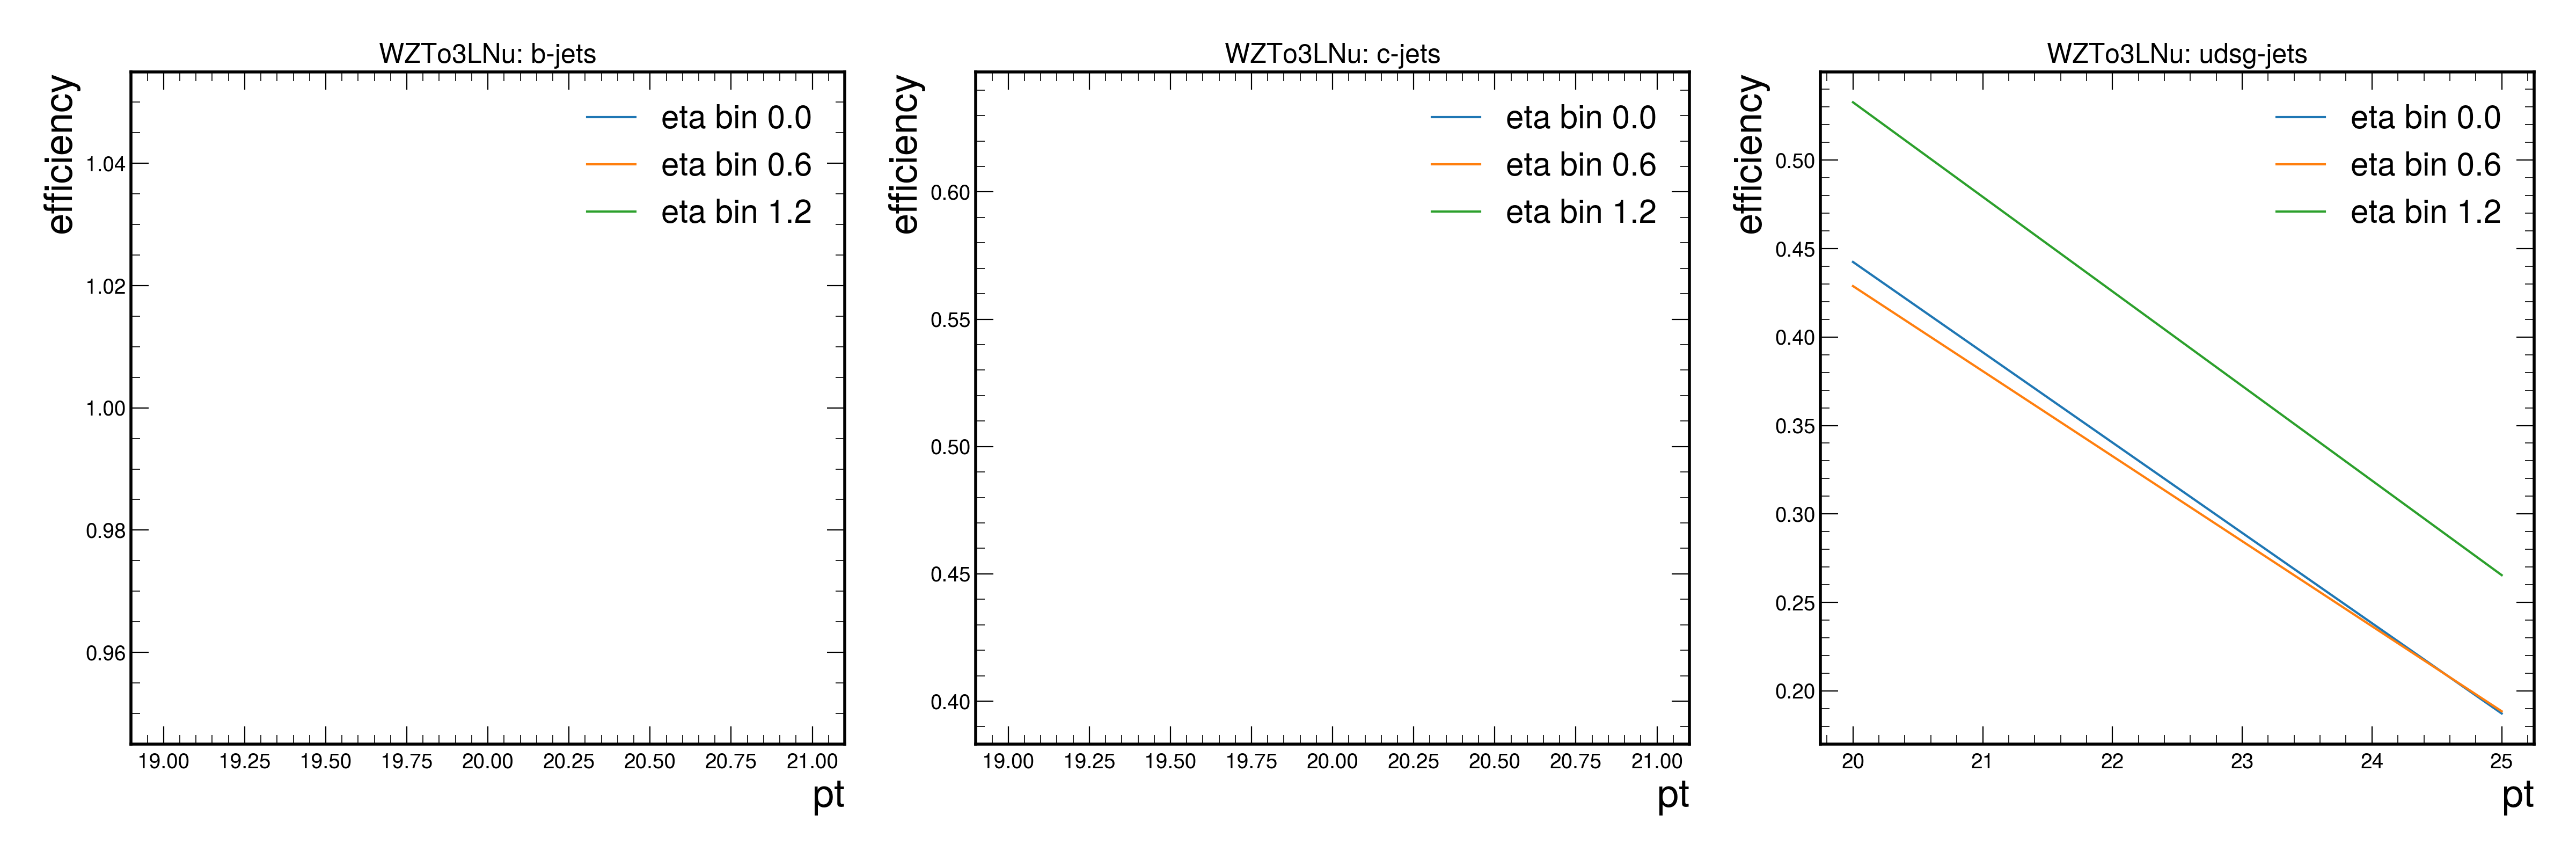 WZTo3LNu: b-jets
efficiency
eta bin 0.0
eta bin 0.6
eta bin 1.2
1.04
1.02
1.00
0.98
0.96
19.00 19.25 19.50 19.75 20.00 20.25 20.50 20.75 21.00
pt
WZTo3LNu: c-jets
efficiency
eta bin 0.0
eta bin 0.6
eta bin 1.2
0.60
0.55
0.50
0.45
0.40
19.00 19.25 19.50 19.75 20.00 20.25 20.50 20.75 21.00
pt
WZTo3LNu: udsg-jets
efficiency
eta bin 0.0
eta bin 0.6
eta bin 1.2
0.50
0.45
0.40
0.35
0.30
0.25
0.20
20 21 22 23 24 25
pt